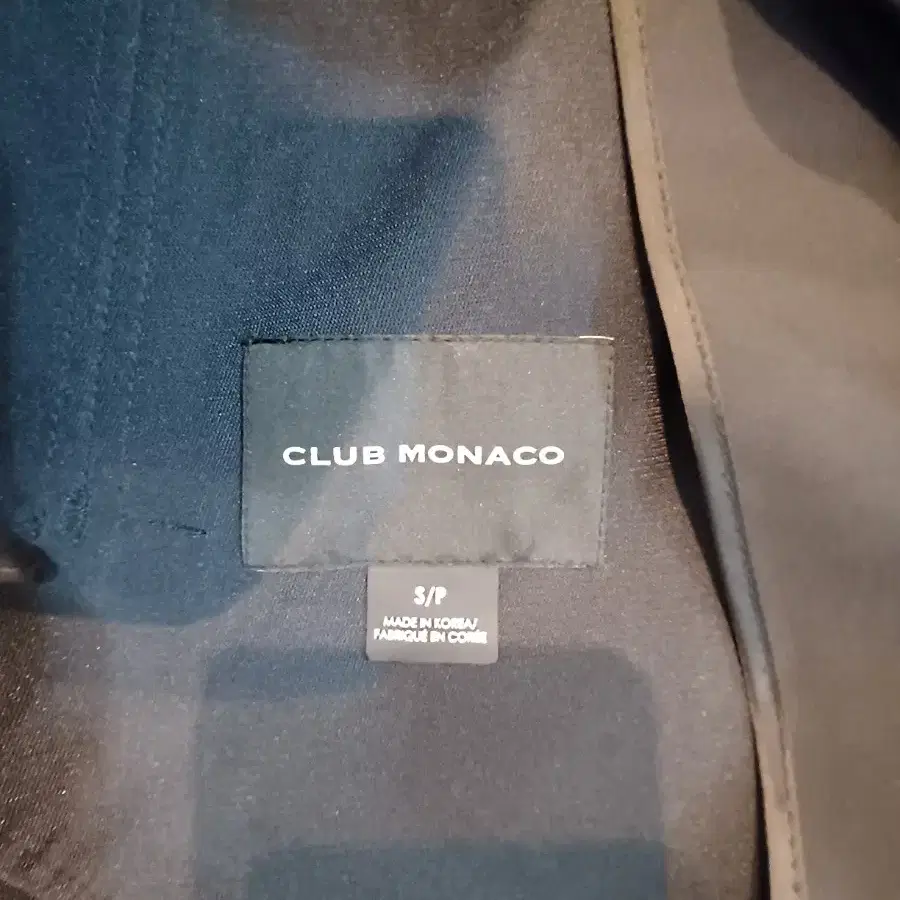 CLUB MONACO
S/P
MADE IN KOREA/
FABRIQUÉ EN CORÉE